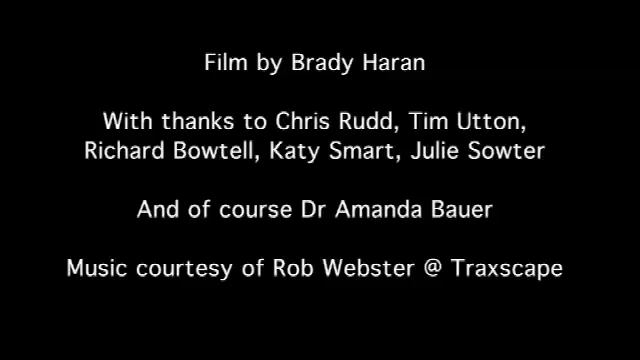 Film by Brady Haran
With thanks to Chris Rudd, Tim Utton,
Richard Bowtell, Katy Smart, Julie Sowter
And of course Dr Amanda Bauer
Music courtesy of Rob Webster @ Traxscape